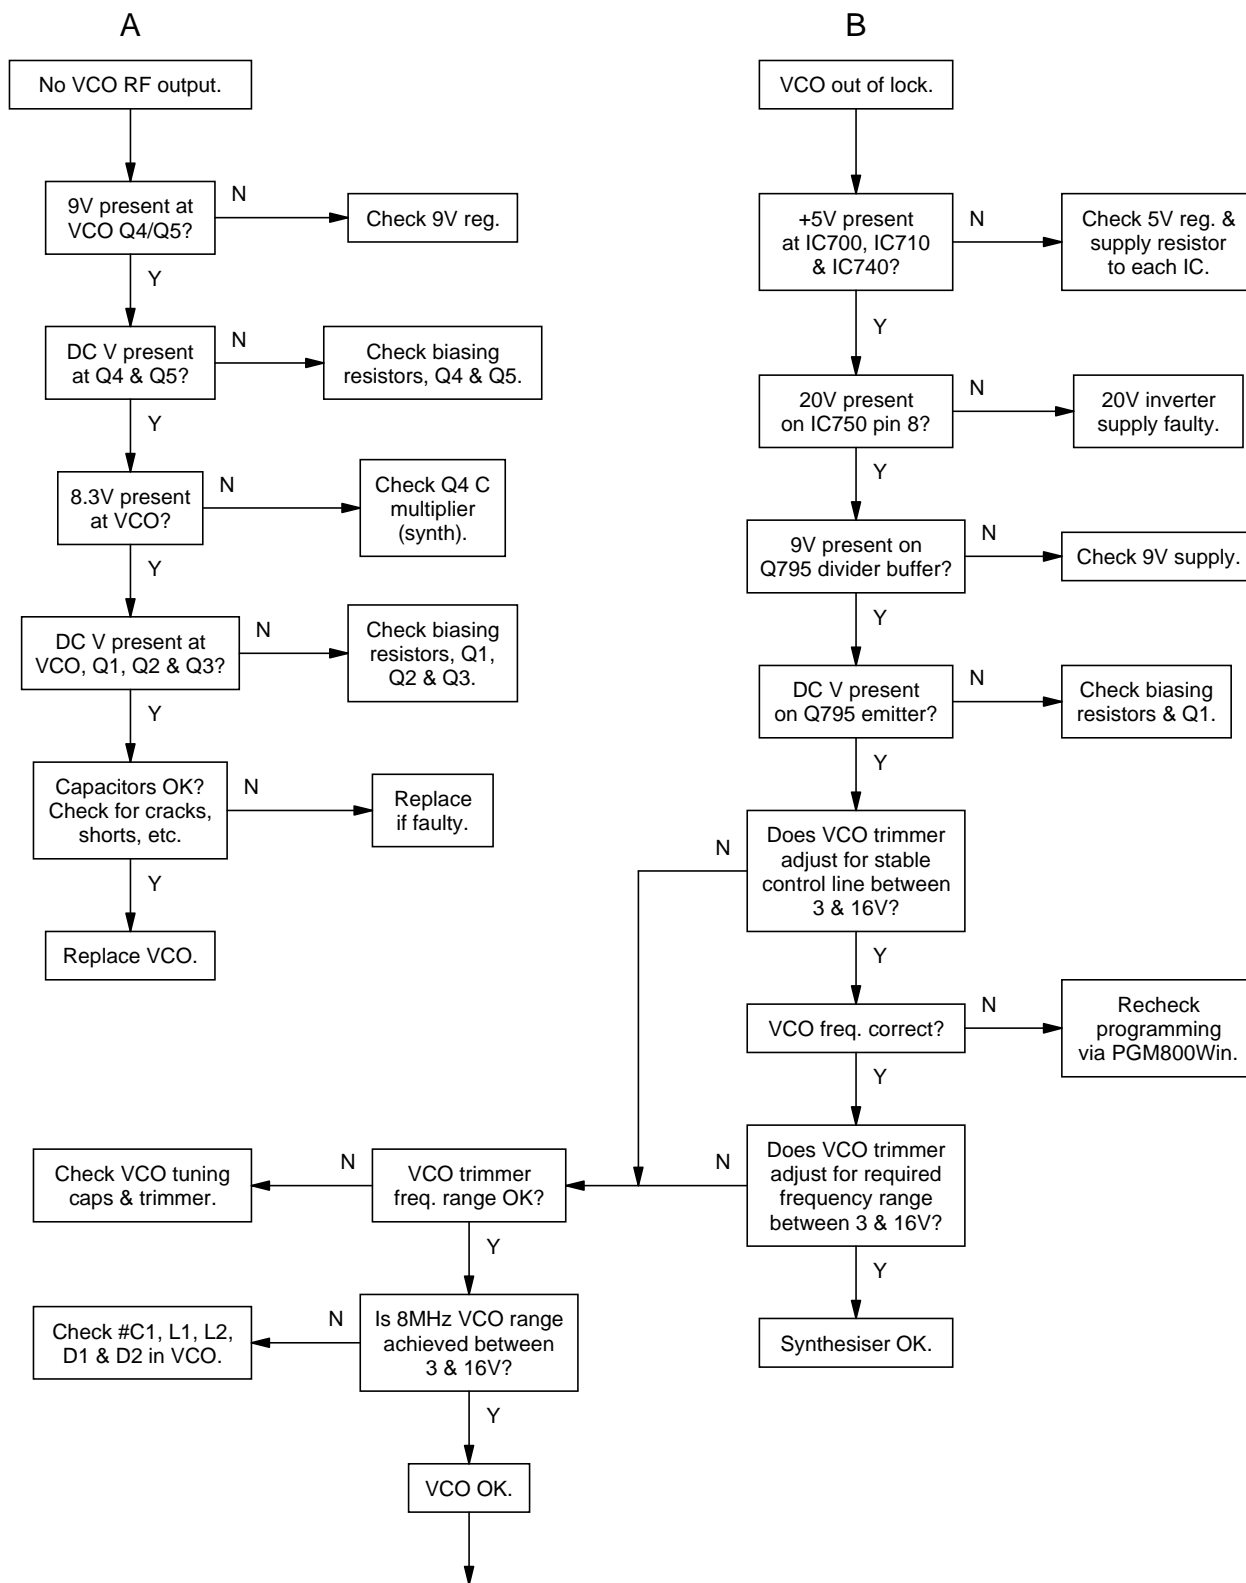 A
No VCO RF output.
9V present at
VCO Q4/Q5?
N
Check 9V reg.
Y
DC V present
at Q4 & Q5?
N
Check biasing
resistors, Q4 & Q5.
Y
8.3V present
at VCO?
N
Check Q4 C
multiplier
(synth).
Y
DC V present at
VCO, Q1, Q2 & Q3?
N
Check biasing
resistors, Q1,
Q2 & Q3.
Y
Capacitors OK?
Check for cracks,
shorts, etc.
N
Replace
if faulty.
Y
Replace VCO.
B
VCO out of lock.
+5V present
at IC700, IC710
& IC740?
N
Check 5V reg. &
supply resistor
to each IC.
Y
20V present
on IC750 pin 8?
N
20V inverter
supply faulty.
Y
9V present on
Q795 divider buffer?
N
Check 9V supply.
Y
DC V present
on Q795 emitter?
N
Check biasing
resistors & Q1.
Y
Does VCO trimmer
adjust for stable
control line between
3 & 16V?
N
Y
VCO freq. correct?
N
Recheck
programming
via PGM800Win.
Y
Does VCO trimmer
adjust for required
frequency range
between 3 & 16V?
N
Y
Synthesiser OK.
VCO trimmer
freq. range OK?
N
Check VCO tuning
caps & trimmer.
Y
Is 8MHz VCO range
achieved between
3 & 16V?
N
Check #C1, L1, L2,
D1 & D2 in VCO.
Y
VCO OK.